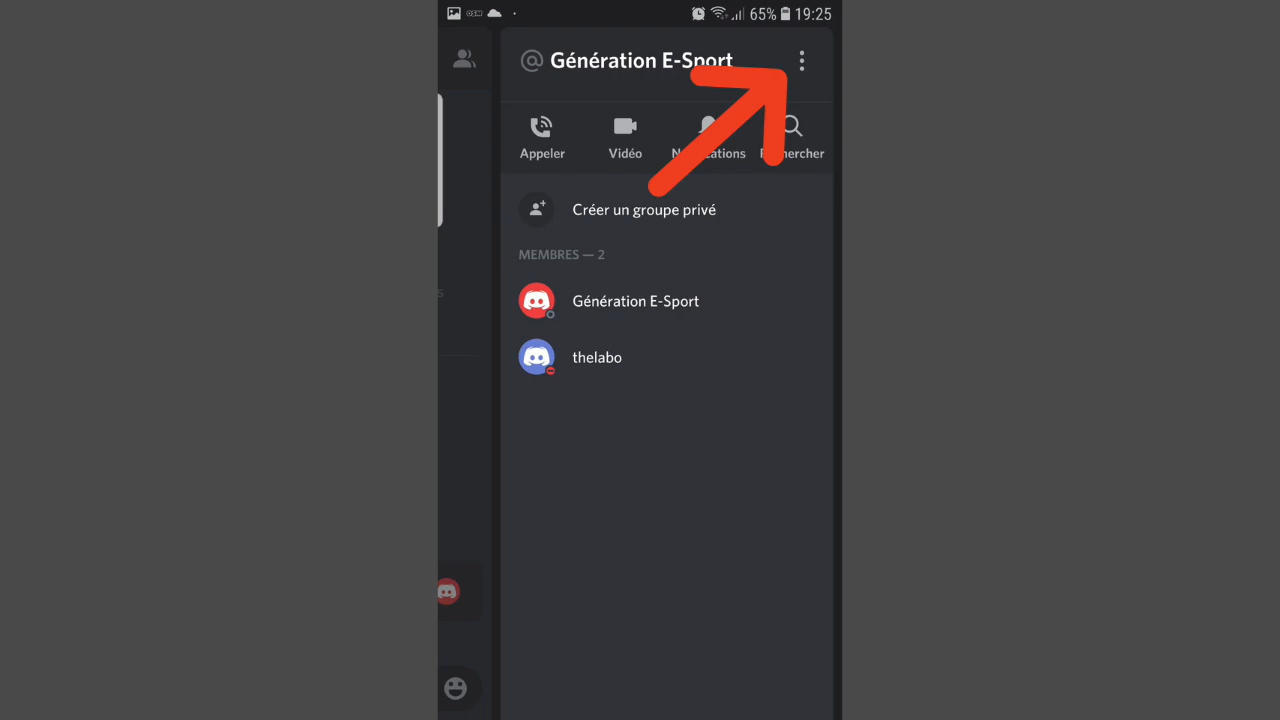 65% 19:25
@ Génération E-Sport
Appeler Vidéo
Créer un groupe privé
MEMBRES — 2
Génération E-Sport
thelabo